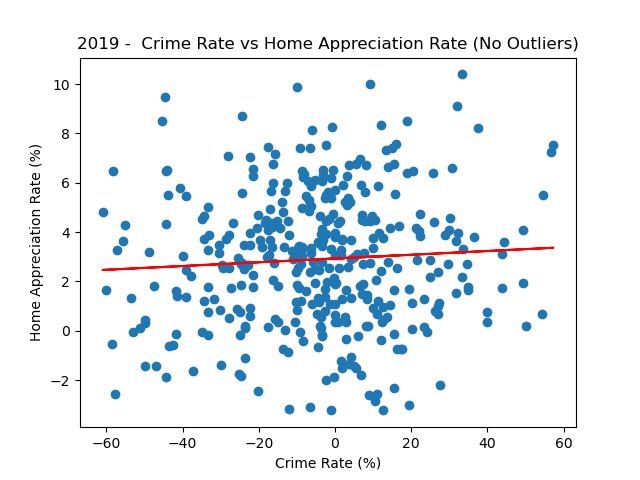 2019 -  Crime Rate vs Home Appreciation Rate (No Outliers)
Home Appreciation Rate (%)
10
8
6
4
2
0
−2
−60 −40 −20 0 20 40 60
Crime Rate (%)